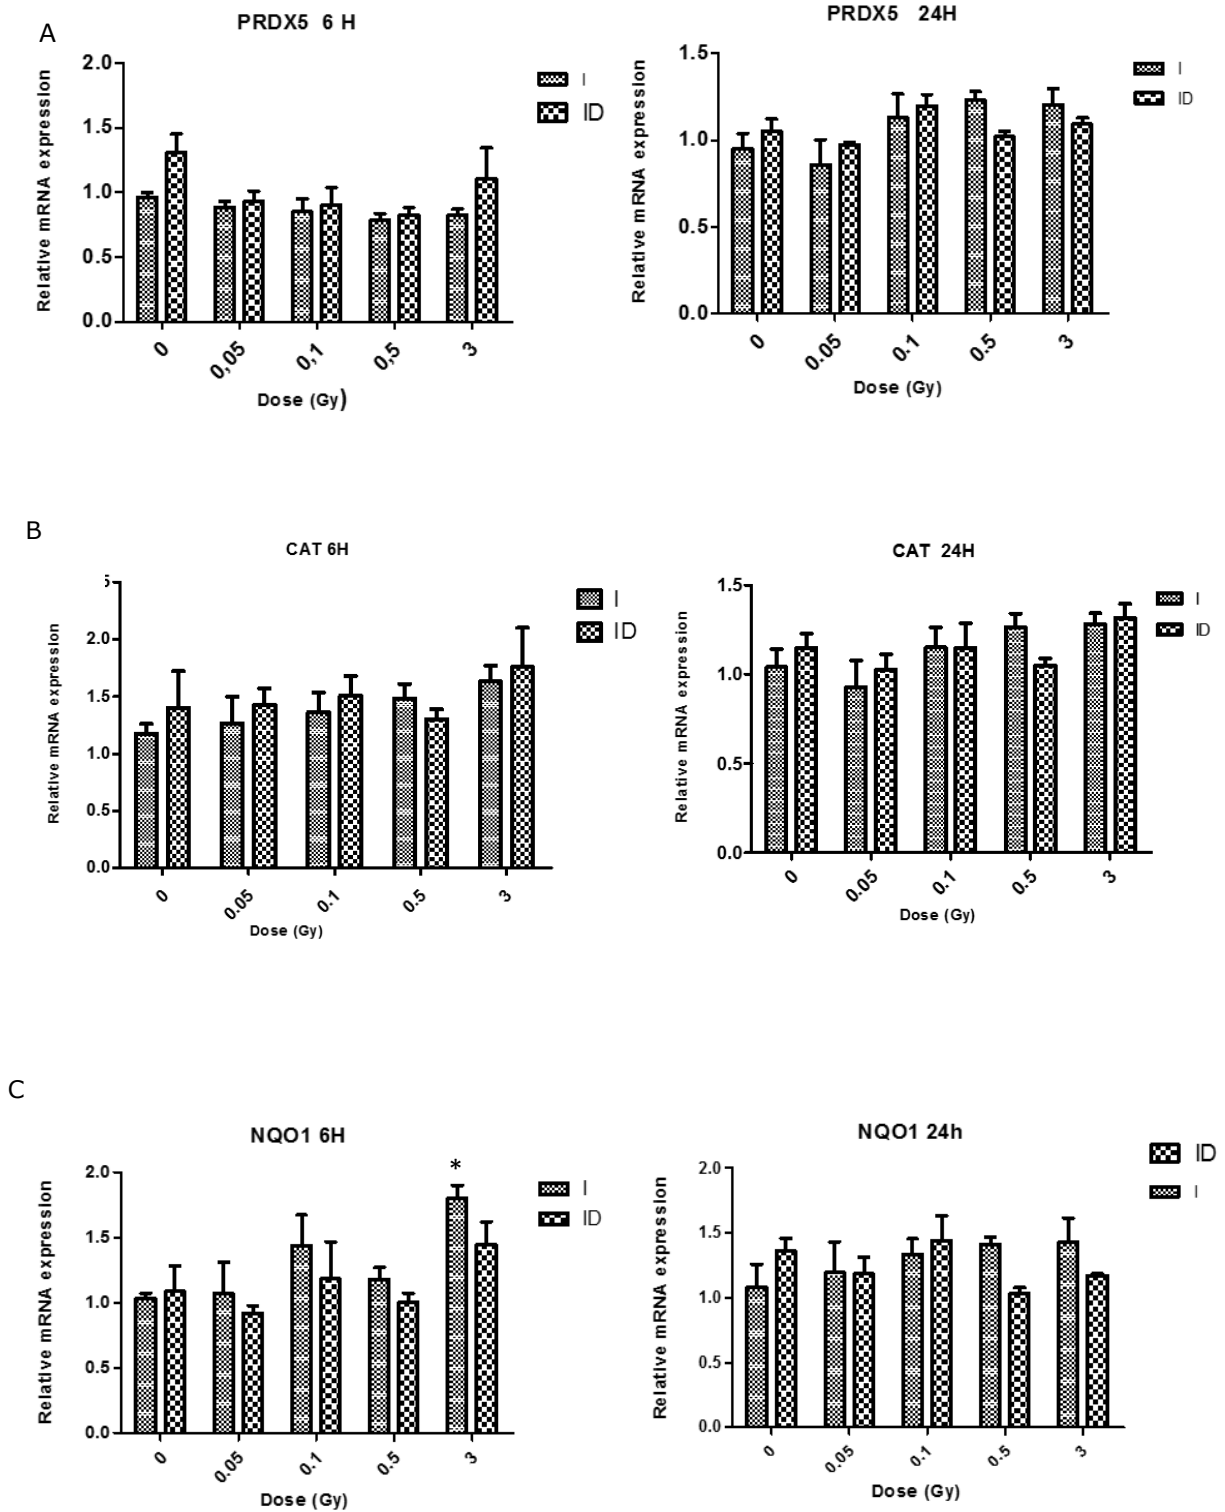 A
PRDX5 6 H
2.0
1.5
1.0
0.5
0.0
Relative mRNA expression
0
0,05
0,1
0,5
3
Dose (Gy)
I
ID
PRDX5 24H
1.5
1.0
0.5
0.0
Relative mRNA expression
0
0.05
0.1
0.5
3
Dose (Gy)
I
ID
B
CAT 6H
5
2.0
1.5
1.0
0.5
0.0
Relative mRNA expression
0
0.05
0.1
0.5
3
Dose (Gy)
I
ID
CAT 24H
1.5
1.0
0.5
0.0
Relative mRNA expression
0
0.05
0.1
0.5
3
Dose (Gy)
I
ID
C
NQO1 6H
2.0
1.5
1.0
0.5
0.0
Relative mRNA expression
*
0
0.05
0.1
0.5
3
Dose (Gy)
I
ID
NQO1 24h
2.0
1.5
1.0
0.5
0.0
Relative mRNA expression
0
0.05
0.1
0.5
3
Dose (Gy)
ID
I